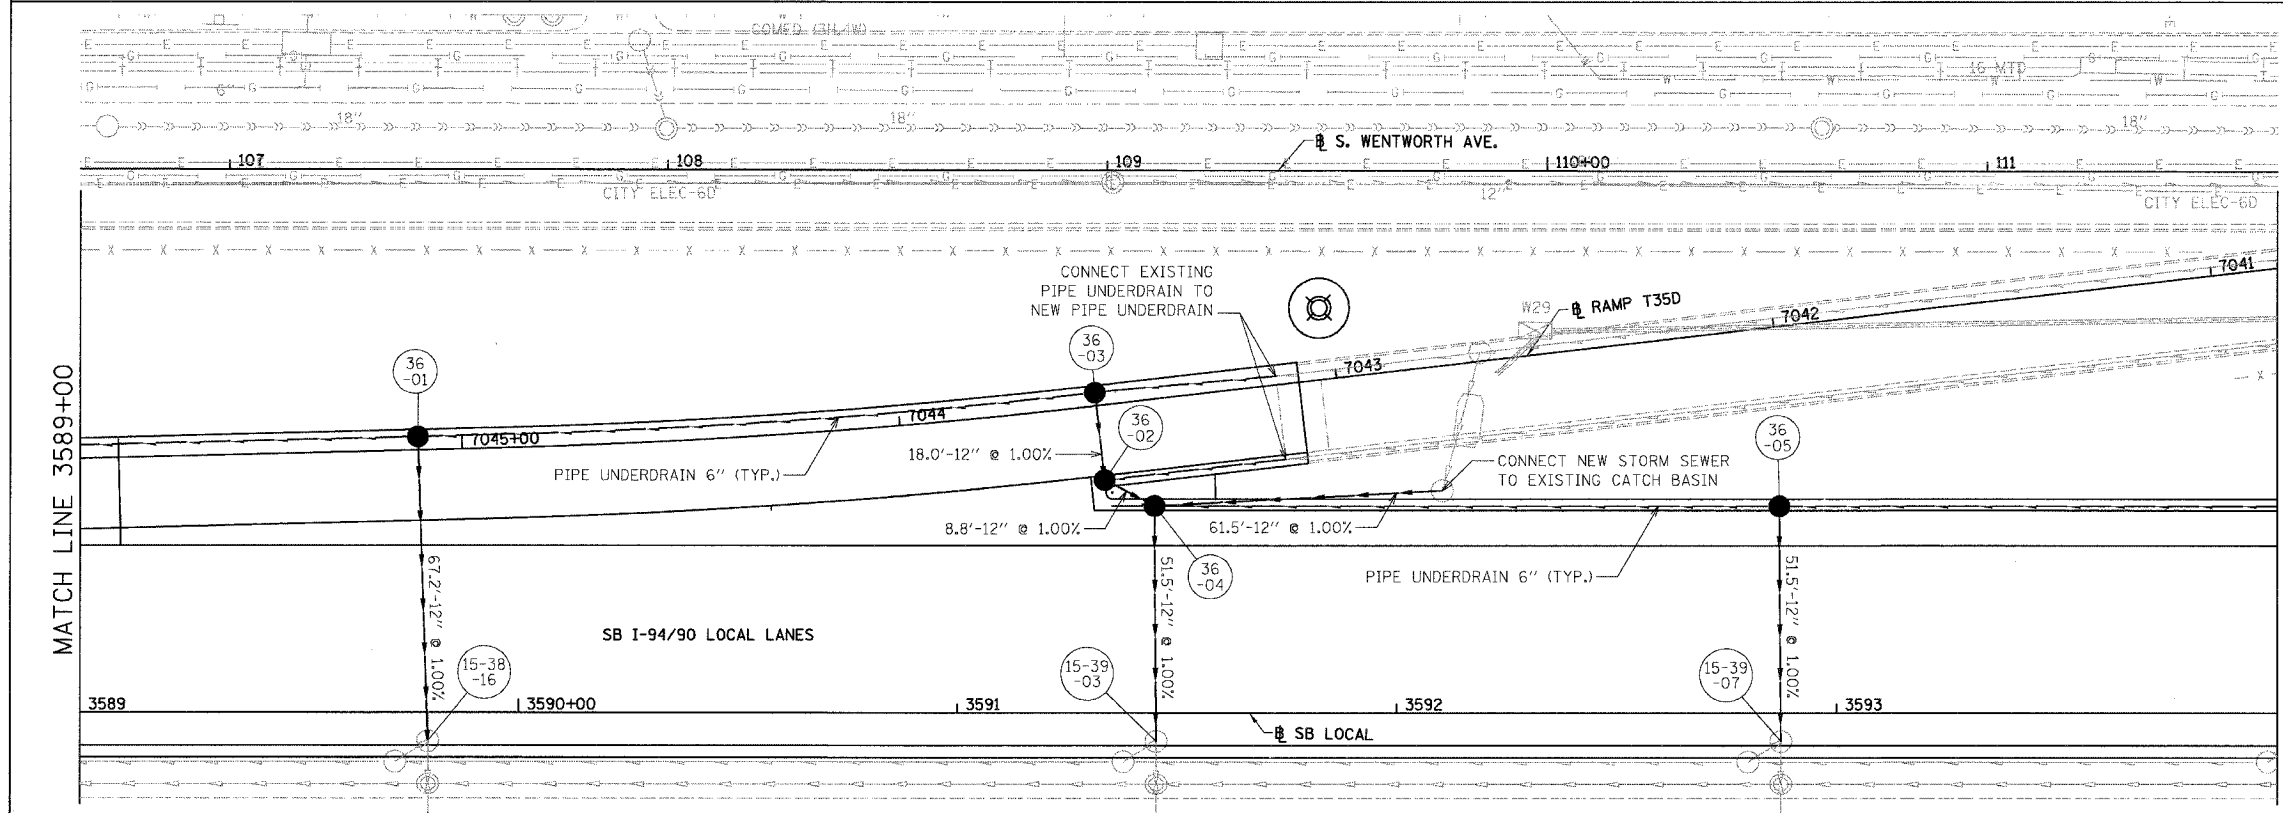 COMED (3H,4W)
6"
16-MTD
18"
18"
18"
107
108
109
110+00
111
℄ S. WENTWORTH AVE.
CITY ELEC-6D
12"
CITY ELEC-6D
CONNECT EXISTING
PIPE UNDERDRAIN TO
NEW PIPE UNDERDRAIN
W29
℄ RAMP T35D
7041
7042
7043
7044
7045+00
36
-01
36
-03
36
-02
36
-05
18.0'-12" @ 1.00%
PIPE UNDERDRAIN 6" (TYP.)
CONNECT NEW STORM SEWER
TO EXISTING CATCH BASIN
8.8'-12" @ 1.00%
61.5'-12" @ 1.00%
36
-04
PIPE UNDERDRAIN 6" (TYP.)
MATCH LINE 3589+00
67.2'-12" @ 1.00%
51.5'-12" @ 1.00%
51.5'-12" @ 1.00%
SB I-94/90 LOCAL LANES
15-38
-16
15-39
-03
15-39
-07
3589
3590+00
3591
3592
3593
℄ SB LOCAL